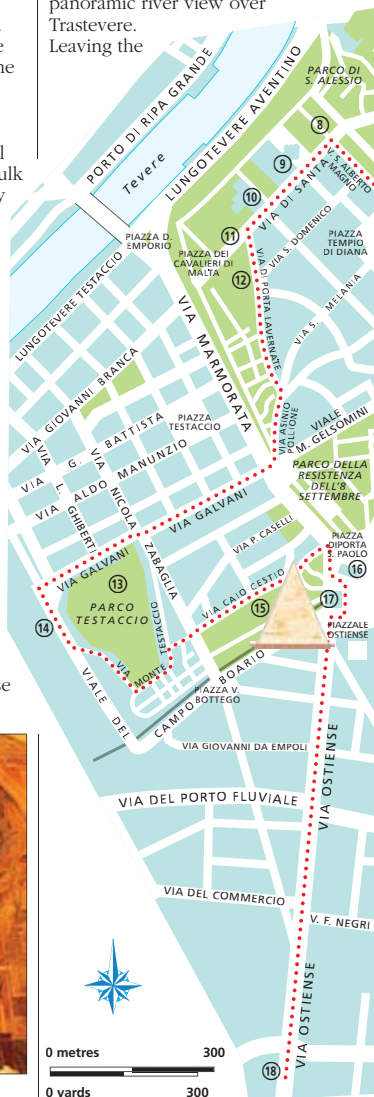 panoramic river view over
Trastevere.
Leaving the
ne
ulk
y
se
PORTO DI RIPA GRANDE
Tevere
LUNGOTEVERE AVENTINO
PARCO DI
S. ALESSIO
8
9
10
V. S. ALBERTO
MAGNO
VIA DI SANTA
11
PIAZZA D.
EMPORIO
PIAZZA DEI
CAVALIERI DI
MALTA
12
VIA S. DOMENICO
PIAZZA
TEMPIO
DI DIANA
LUNGOTEVERE TESTACCIO
VIA DI PORTA LAVERNATE
VIA S. MELANIA
VIA MARMORATA
VIA GIOVANNI BRANCA
VIA G. BATTISTA
PIAZZA
TESTACCIO
VIA ASINIO
POLLIONE
VIALE
M. GELSOMINI
VIA ALDO MANUNZIO
VIA L. GHIBERTI
VIA NICOLA ZABAGLIA
PARCO DELLA
RESISTENZA
DELL'8
SETTEMBRE
VIA GALVANI
VIA P. CASELLI
PIAZZA
DIPORTA
S. PAOLO
16
VIA GALVANI
13
PARCO
TESTACCIO
VIA CAIO CESTIO
15
17
PIAZZALE
OSTIENSE
14
VIA MONTE TESTACCIO
VIALE DEL CAMPO BOARIO
PIAZZA V.
BOTTEGO
VIA GIOVANNI DA EMPOLI
VIA OSTIENSE
VIA DEL PORTO FLUVIALE
VIA DEL COMMERCIO
V. F. NEGRI
VIA OSTIENSE
18
0 metres 300
0 yards 300